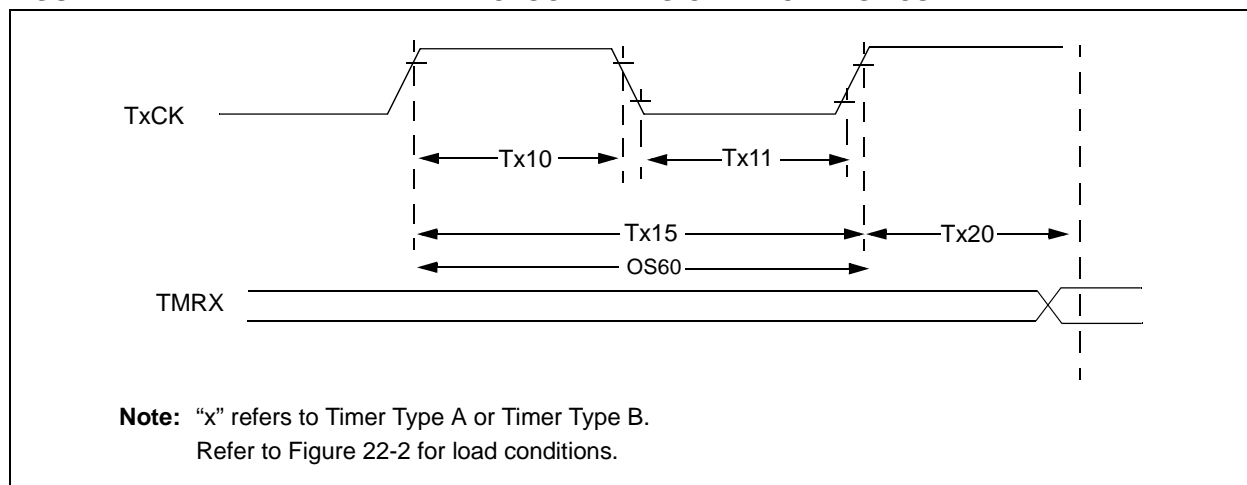 TxCK
Tx10
Tx11
Tx15
Tx20
OS60
TMRX
Note: “x” refers to Timer Type A or Timer Type B.
Refer to Figure 22-2 for load conditions.